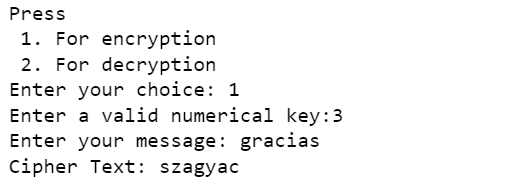 Press
 1. For encryption
 2. For decryption
Enter your choice: 1
Enter a valid numerical key:3
Enter your message: gracias
Cipher Text: szagyac